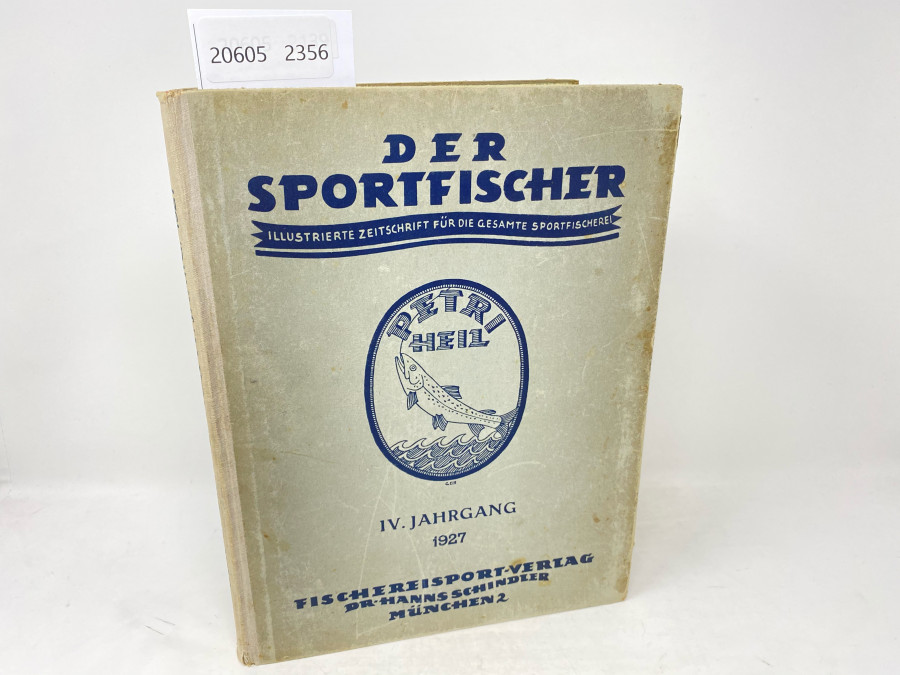 20605 2356
DER
SPORTFISCHER
ILLUSTRIERTE ZEITSCHRIFT FÜR DIE GESAMTE SPORTFISCHEREI
PETRI
HEIL
IV. JAHRGANG
1927
FISCHEREISPORT-VERLAG
DR·HANNS SCHINDLER
MÜNCHEN 2